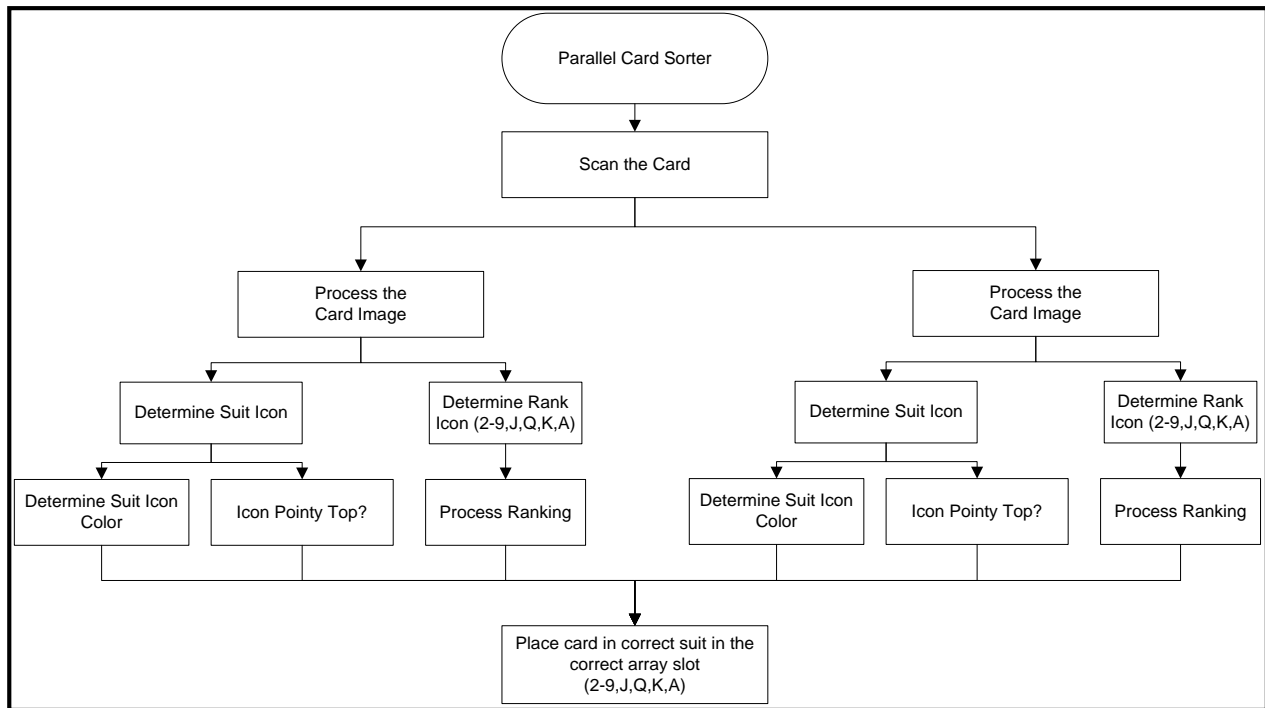 Parallel Card Sorter
Scan the Card
Process the
Card Image
Process the
Card Image
Determine Suit Icon
Determine Rank
Icon (2-9,J,Q,K,A)
Determine Suit Icon
Determine Rank
Icon (2-9,J,Q,K,A)
Determine Suit Icon
Color
Icon Pointy Top?
Process Ranking
Determine Suit Icon
Color
Icon Pointy Top?
Process Ranking
Place card in correct suit in the
correct array slot
(2-9,J,Q,K,A)